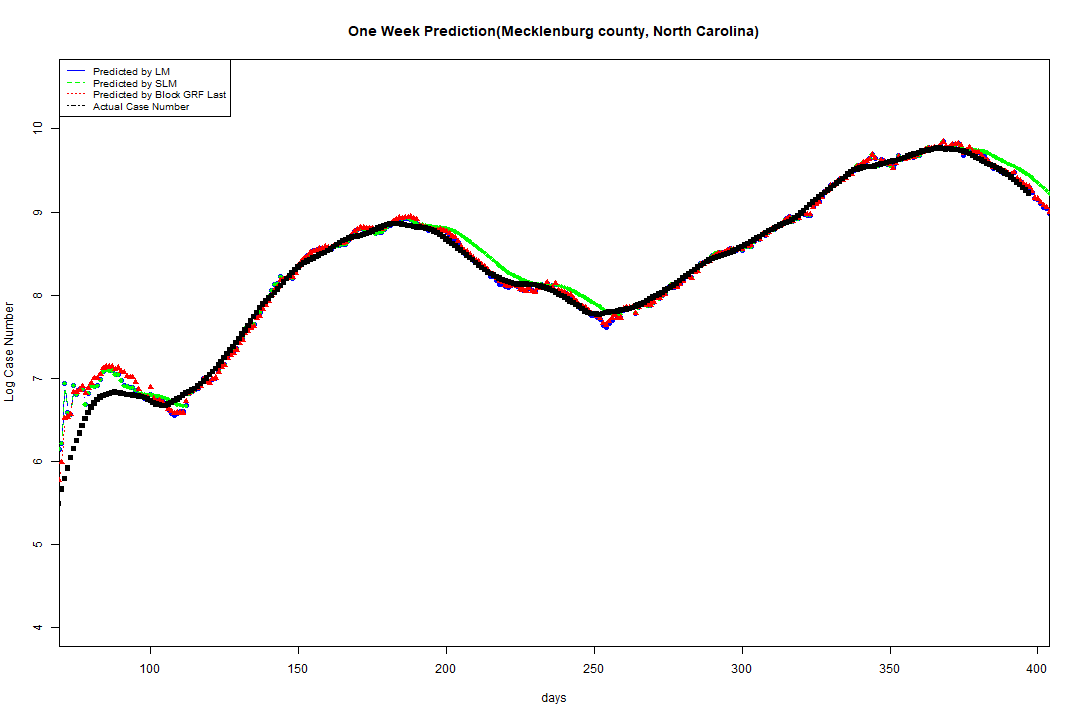 One Week Prediction(Mecklenburg county, North Carolina)
Predicted by LM
Predicted by SLM
Predicted by Block GRF Last
Actual Case Number
10
9
8
7
6
5
4
Log Case Number
100 150 200 250 300 350 400
days